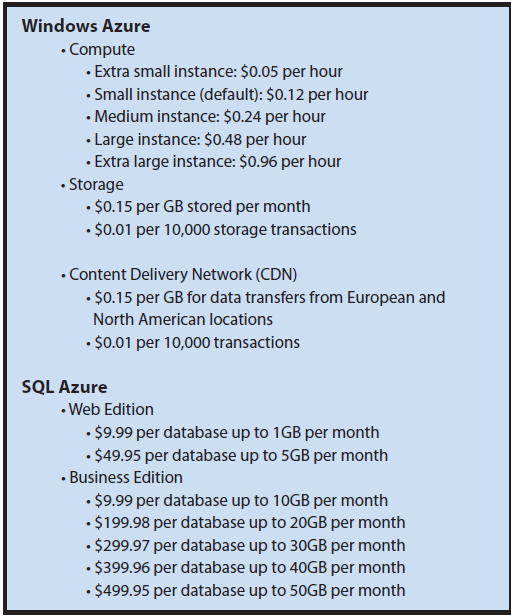 Windows Azure
• Compute
• Extra small instance: $0.05 per hour
• Small instance (default): $0.12 per hour
• Medium instance: $0.24 per hour
• Large instance: $0.48 per hour
• Extra large instance: $0.96 per hour
• Storage
• $0.15 per GB stored per month
• $0.01 per 10,000 storage transactions
• Content Delivery Network (CDN)
• $0.15 per GB for data transfers from European and
North American locations
• $0.01 per 10,000 transactions
SQL Azure
• Web Edition
• $9.99 per database up to 1GB per month
• $49.95 per database up to 5GB per month
• Business Edition
• $9.99 per database up to 10GB per month
• $199.98 per database up to 20GB per month
• $299.97 per database up to 30GB per month
• $399.96 per database up to 40GB per month
• $499.95 per database up to 50GB per month